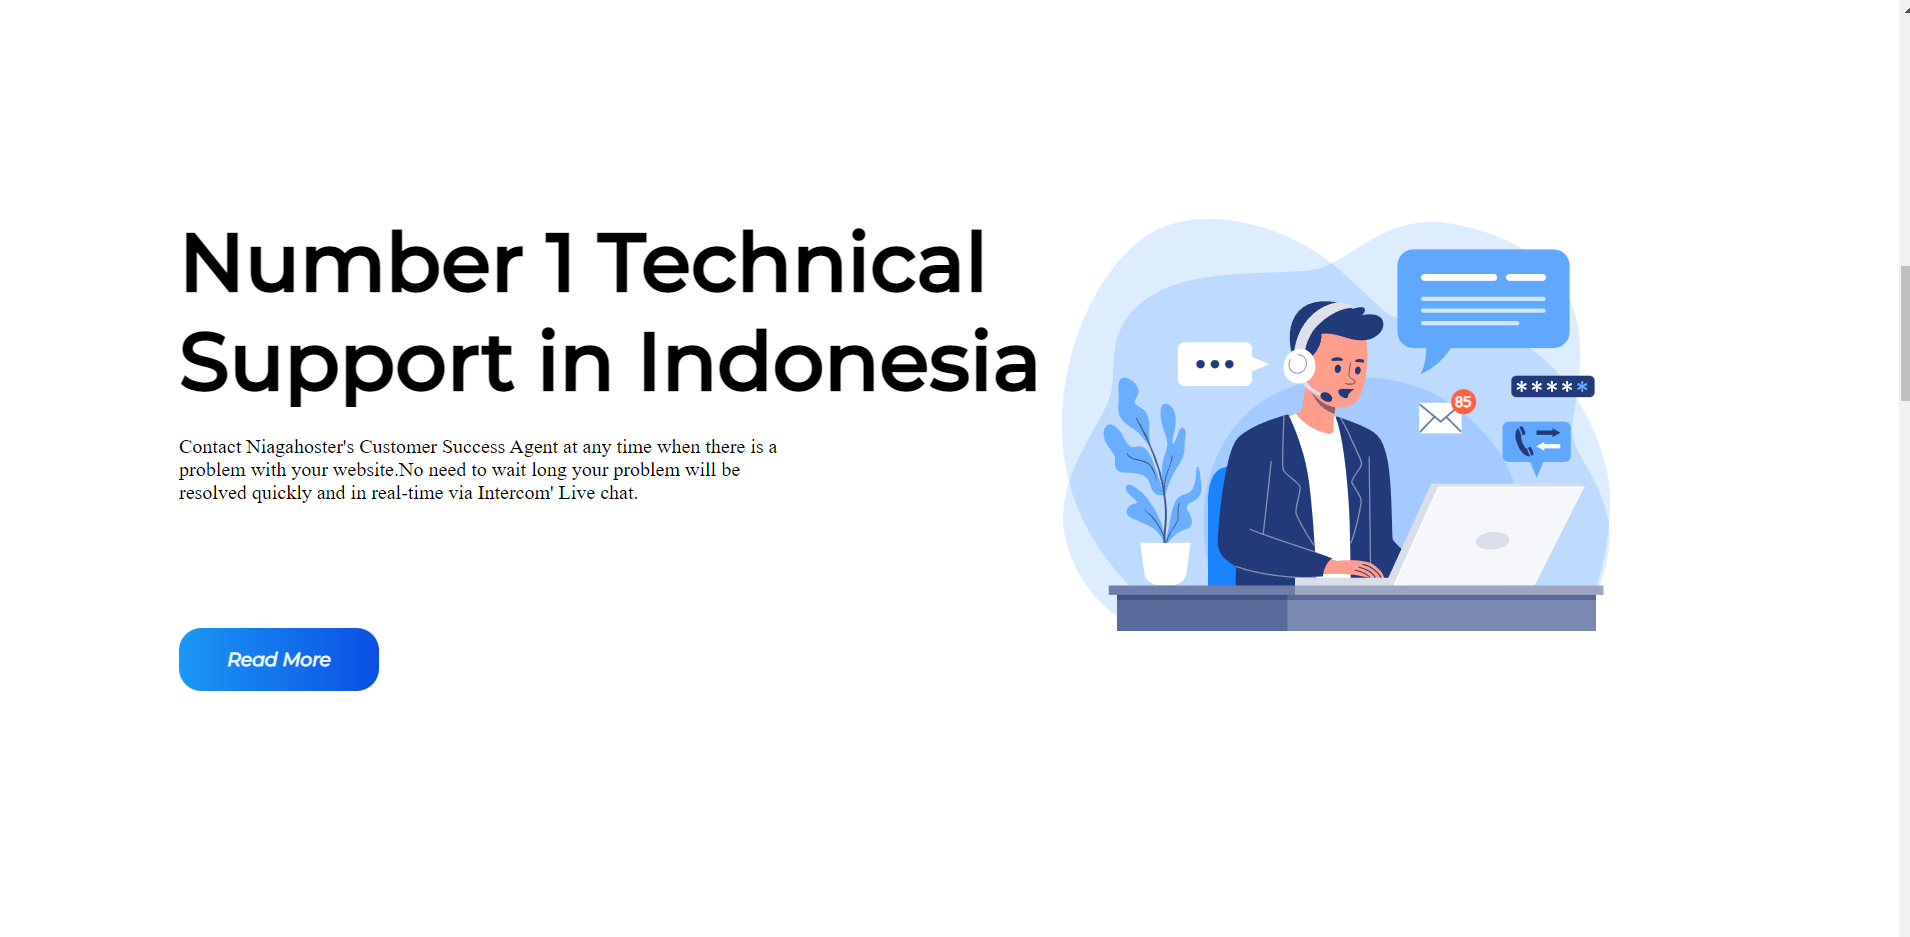 Number 1 Technical
Support in Indonesia
Contact Niagahoster's Customer Success Agent at any time when there is a
problem with your website.No need to wait long your problem will be
resolved quickly and in real-time via Intercom' Live chat.
85
*****
Read More